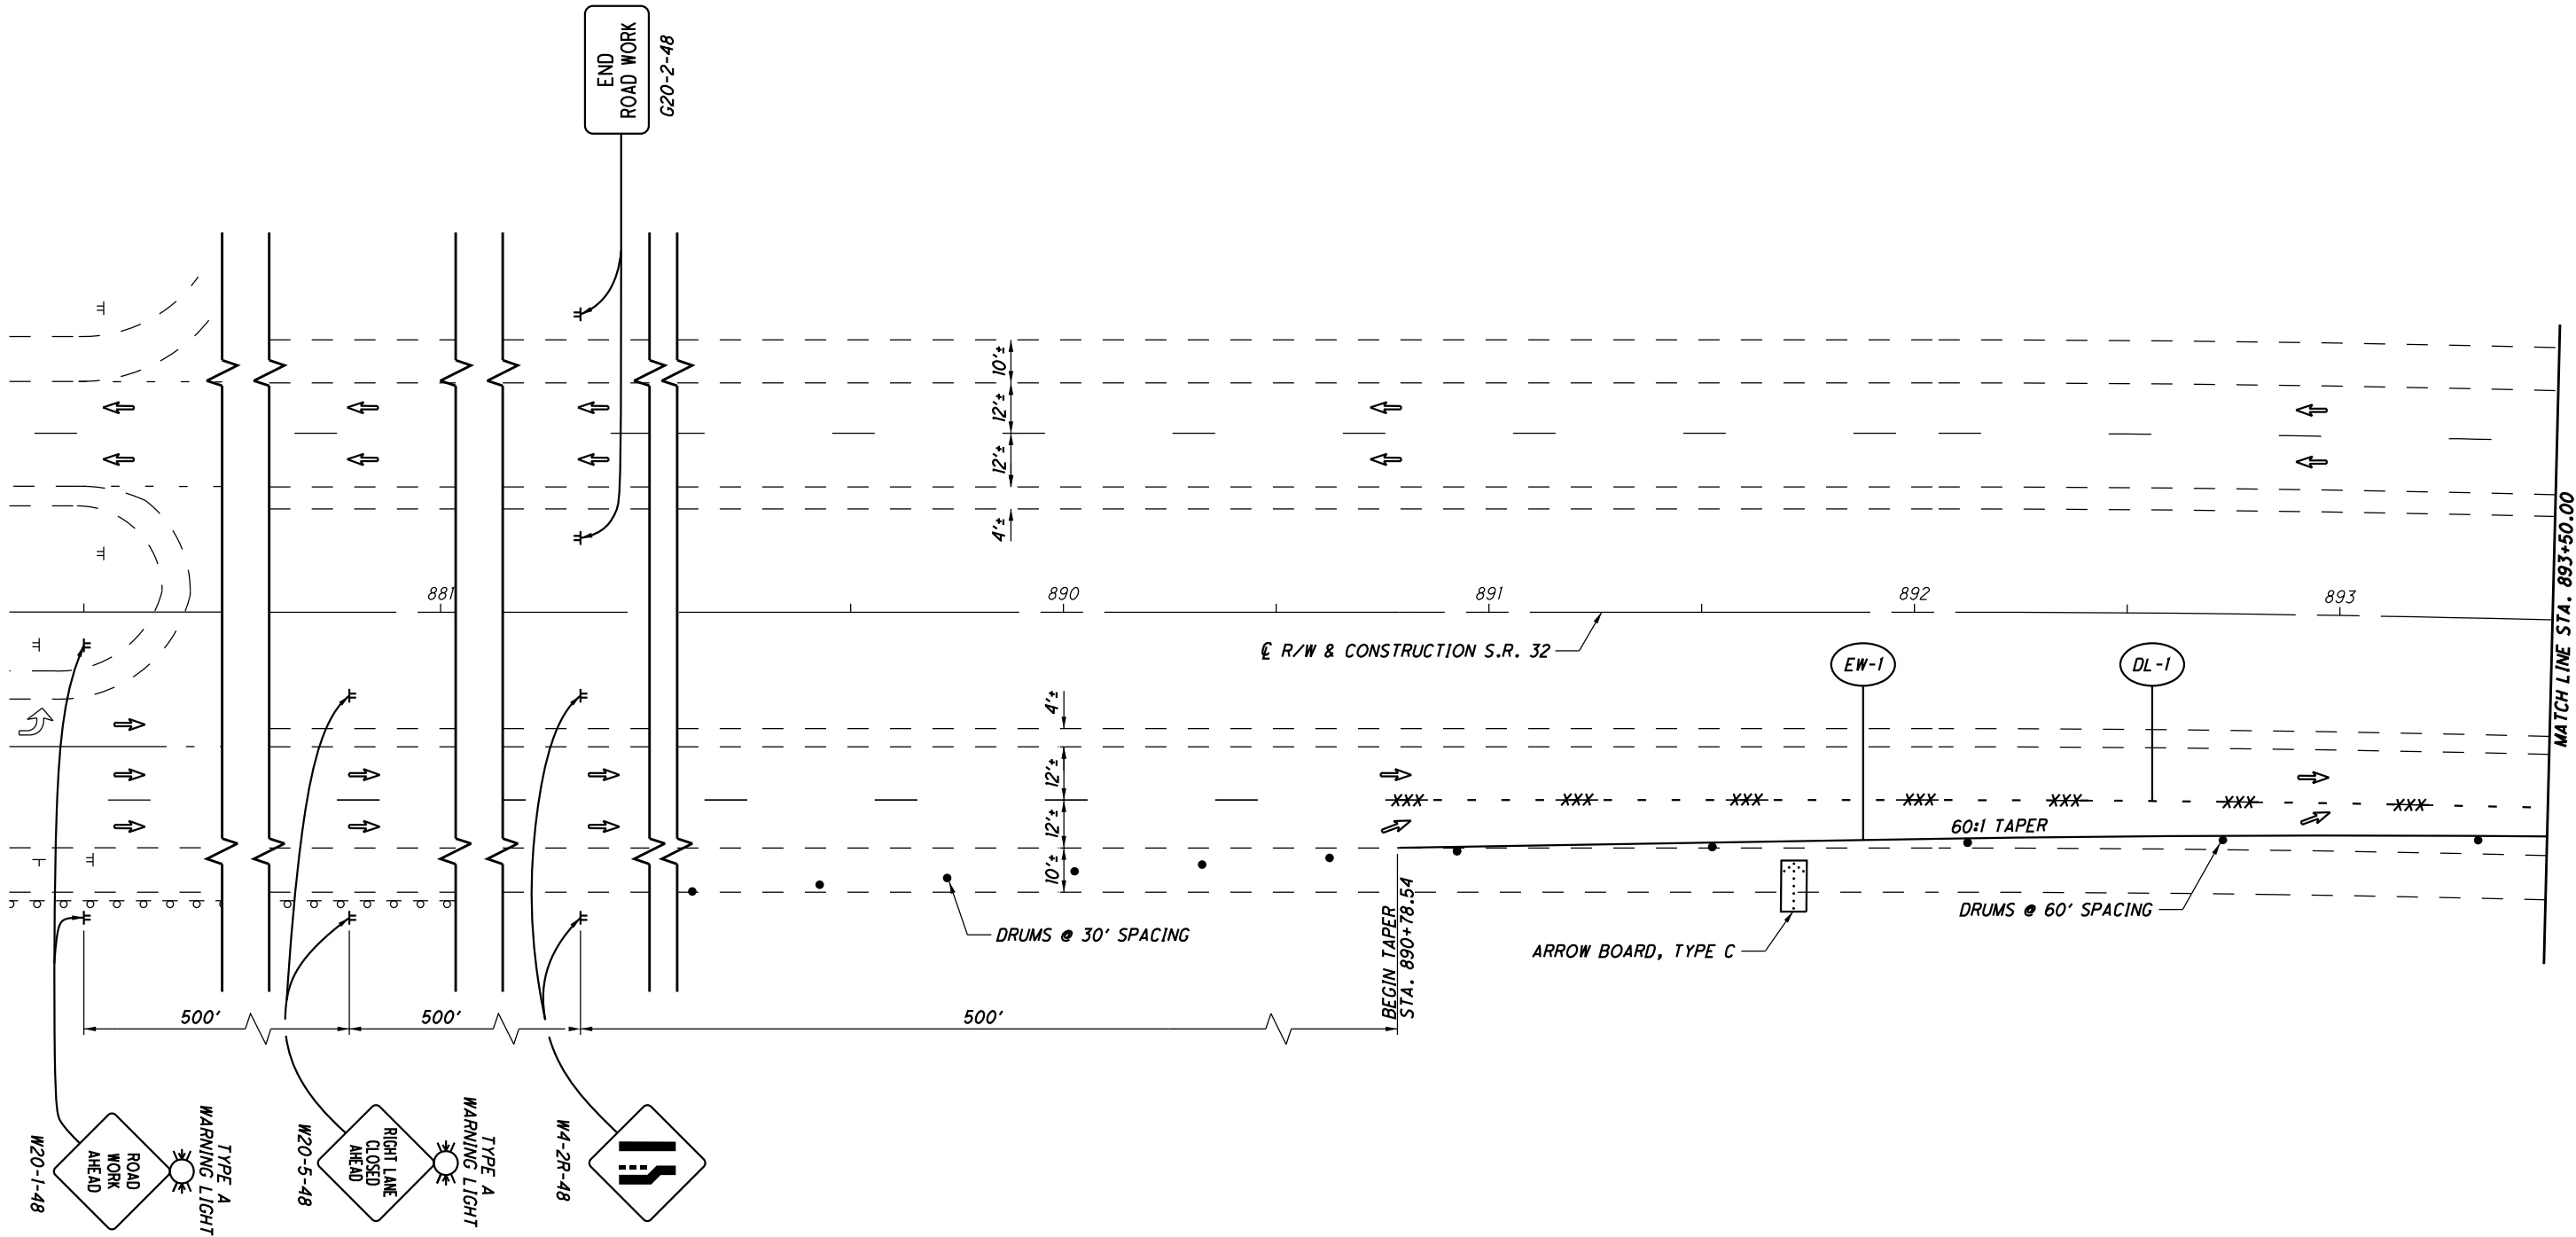 END
ROAD WORK
G20-2-48
10'±
12'±
12'±
4'±
881
890
891
892
893
℄ R/W & CONSTRUCTION S.R. 32
EW-1
DL-1
MATCH LINE STA. 893+50.00
4'±
12'±
12'±
10'±
XXX
XXX
XXX
XXX
XXX
XXX
XXX
60:1 TAPER
DRUMS @ 30' SPACING
DRUMS @ 60' SPACING
ARROW BOARD, TYPE C
BEGIN TAPER
STA. 890+78.54
500'
500'
500'
W20-1-48
ROAD
WORK
AHEAD
TYPE A
WARNING LIGHT
W20-5-48
RIGHT LANE
CLOSED
AHEAD
TYPE A
WARNING LIGHT
W4-2R-48